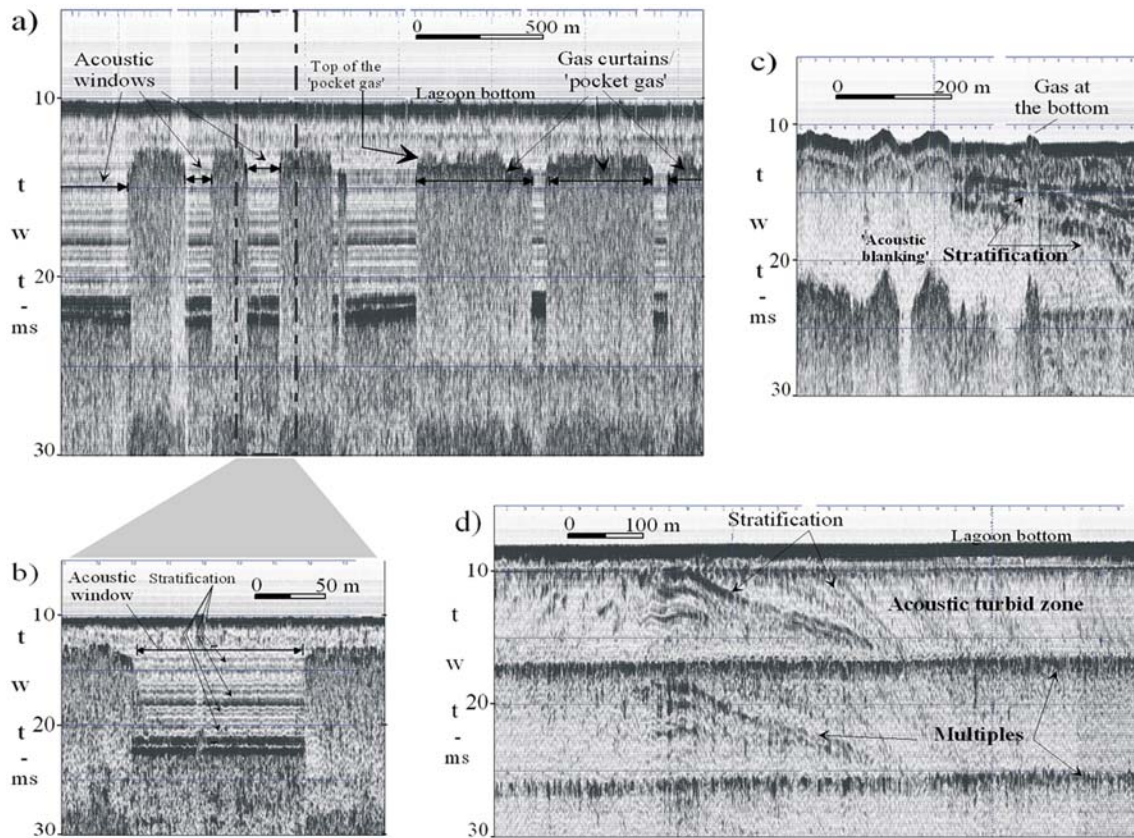 a)
0 500 m
Acoustic
windows
Top of the
'pocket gas'
Lagoon bottom
Gas curtains/
'pocket gas'
10
t
w
20
t
-
ms
30
c)
0 200 m
Gas at
the bottom
10
t
w
'Acoustic
blanking'
Stratification
20
t
-
ms
30
b)
Acoustic
window
Stratification
0 50 m
10
t
w
20
t
-
ms
30
d)
0 100 m
Stratification
Lagoon bottom
10
Acoustic turbid zone
t
w
20
t
Multiples
-
ms
30